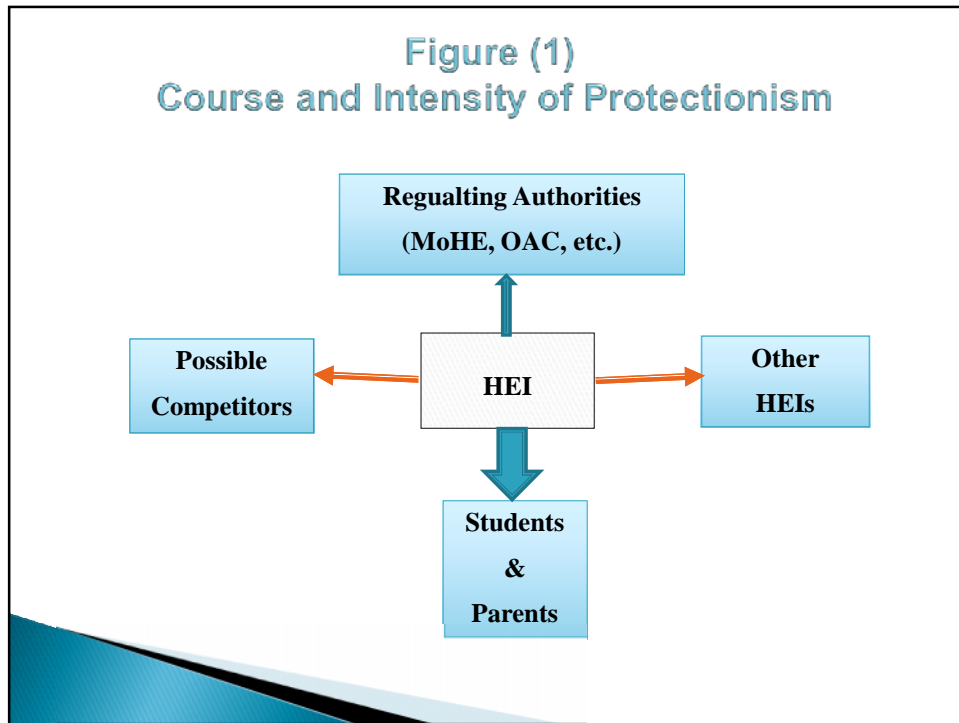 Figure (1)
Course and Intensity of Protectionism
Regualting Authorities
(MoHE, OAC, etc.)
Possible
Competitors
HEI
Other
HEIs
Students
&
Parents